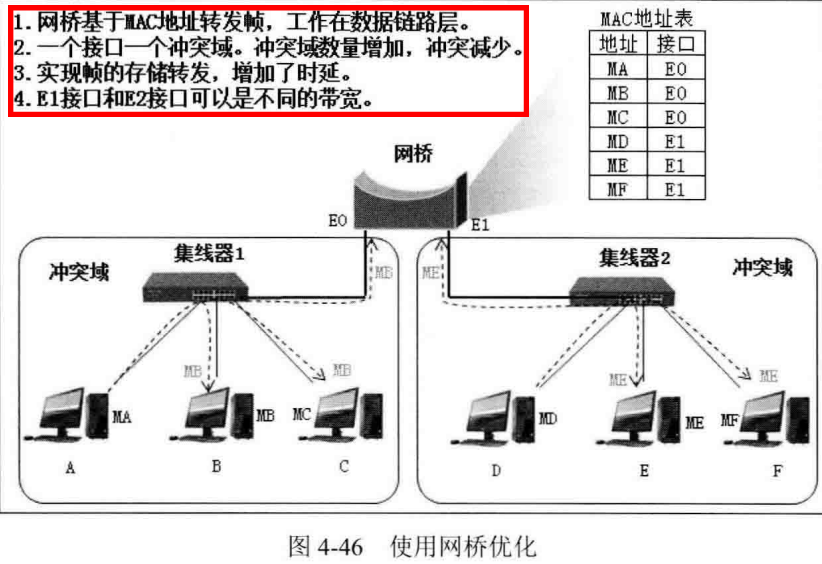 1. 网桥基于MAC地址转发帧，工作在数据链路层。
2. 一个接口一个冲突域。冲突域数量增加，冲突减少。
3. 实现帧的存储转发，增加了时延。
4. E1接口和E2接口可以是不同的带宽。
MAC地址表
地址 接口
MA E0
MB E0
MC E0
MD E1
ME E1
MF E1
网桥
E0
E1
冲突域
集线器1
MB
ME
集线器2
冲突域
MB
MB
ME
ME
MA
MB
MC
MD
ME
MF
A
B
C
D
E
F
图 4-46 使用网桥优化